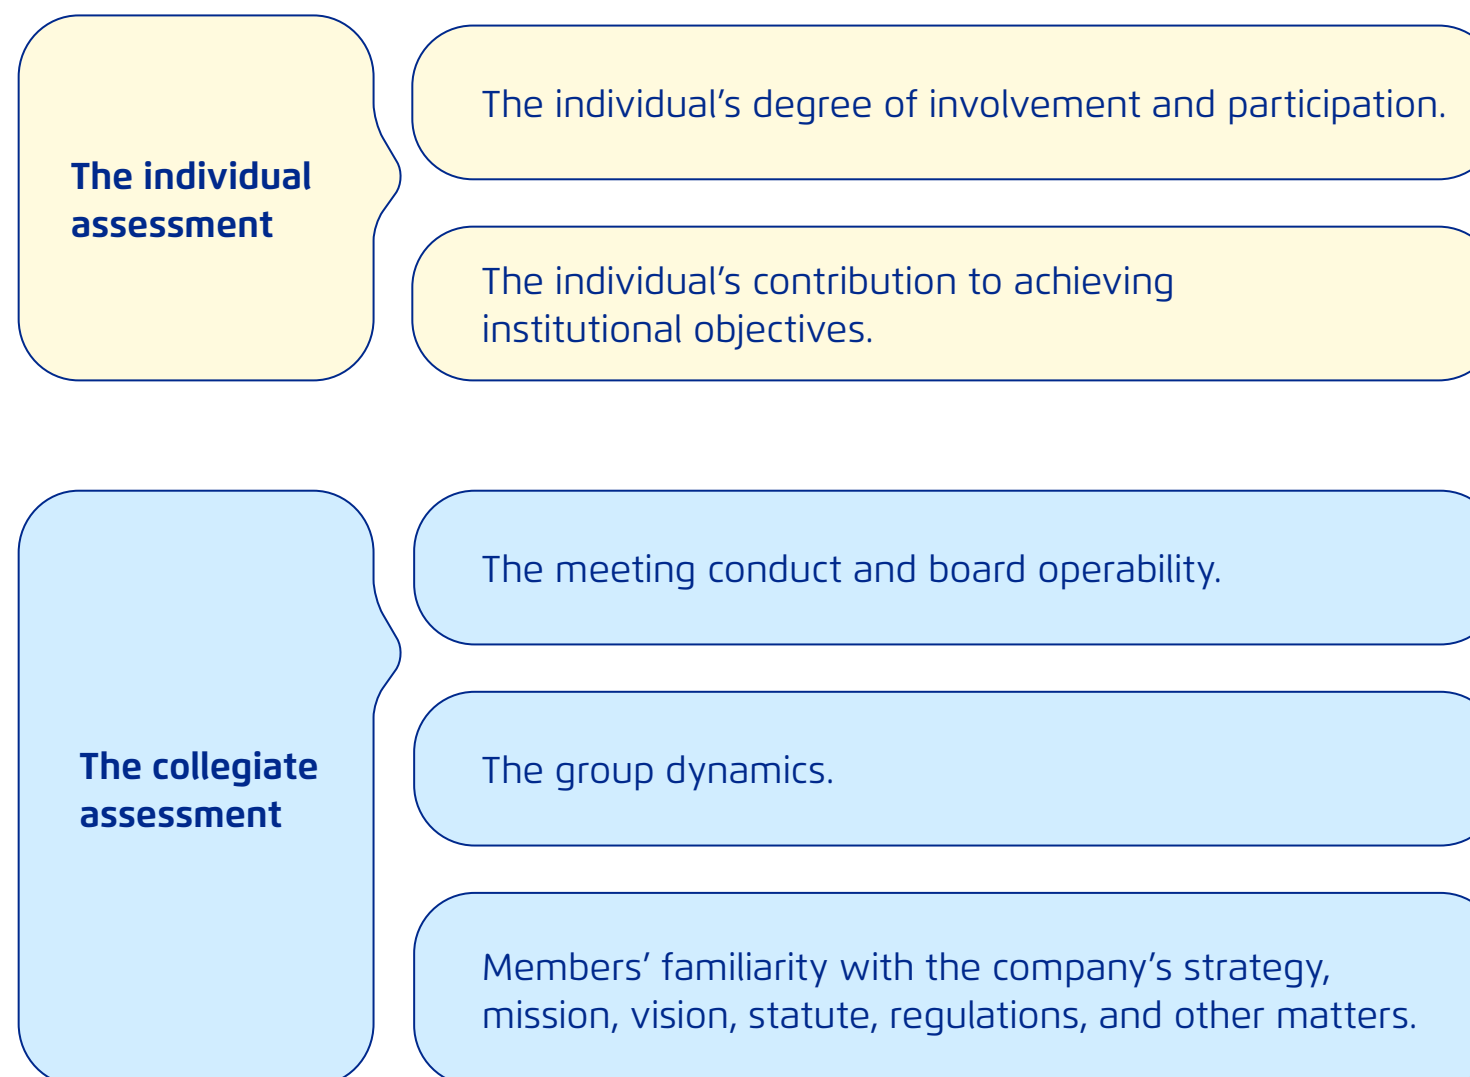 The individual
assessment
The individual’s degree of involvement and participation.
The individual’s contribution to achieving
institutional objectives.
The collegiate
assessment
The meeting conduct and board operability.
The group dynamics.
Members’ familiarity with the company’s strategy,
mission, vision, statute, regulations, and other matters.